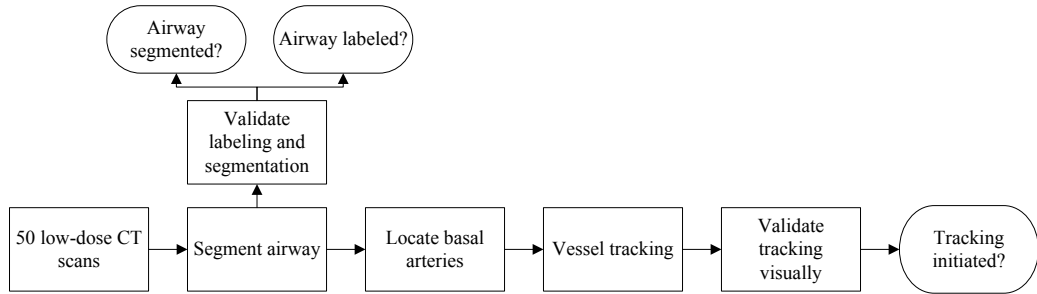 Airway
segmented?
Airway labeled?
Validate
labeling and
segmentation
50 low-dose CT
scans
Segment airway
Locate basal
arteries
Vessel tracking
Validate
tracking
visually
Tracking
initiated?